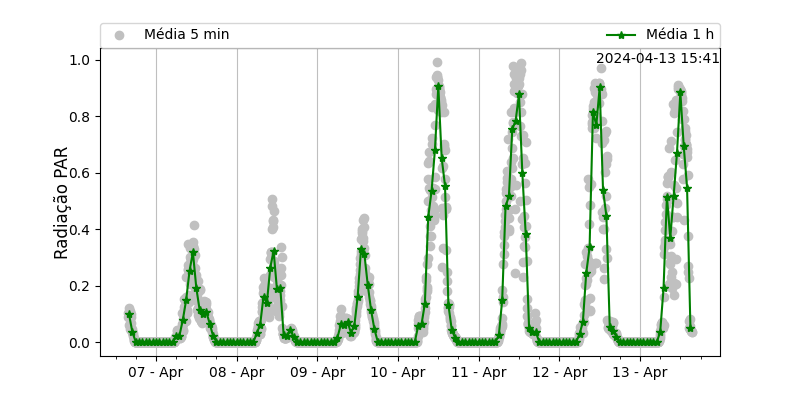 Média 5 min
Média 1 h
2024-04-13 15:41
Radiação PAR
1.0
0.8
0.6
0.4
0.2
0.0
07 - Apr
08 - Apr
09 - Apr
10 - Apr
11 - Apr
12 - Apr
13 - Apr